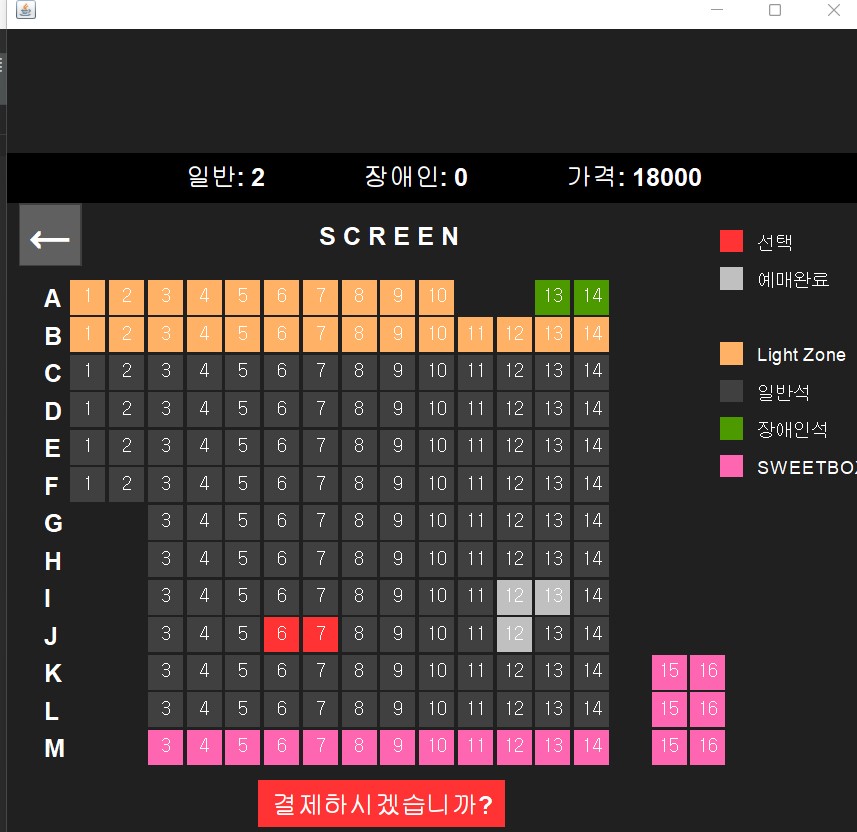 일반: 2 장애인: 0 가격: 18000
←
SCREEN
선택
예매완료
Light Zone
일반석
장애인석
SWEETBOX
A 1 2 3 4 5 6 7 8 9 10 13 14
B 1 2 3 4 5 6 7 8 9 10 11 12 13 14
C 1 2 3 4 5 6 7 8 9 10 11 12 13 14
D 1 2 3 4 5 6 7 8 9 10 11 12 13 14
E 1 2 3 4 5 6 7 8 9 10 11 12 13 14
F 1 2 3 4 5 6 7 8 9 10 11 12 13 14
G 3 4 5 6 7 8 9 10 11 12 13 14
H 3 4 5 6 7 8 9 10 11 12 13 14
I 3 4 5 6 7 8 9 10 11 12 13 14
J 3 4 5 6 7 8 9 10 11 12 13 14
K 3 4 5 6 7 8 9 10 11 12 13 14 15 16
L 3 4 5 6 7 8 9 10 11 12 13 14 15 16
M 3 4 5 6 7 8 9 10 11 12 13 14 15 16
결제하시겠습니까?